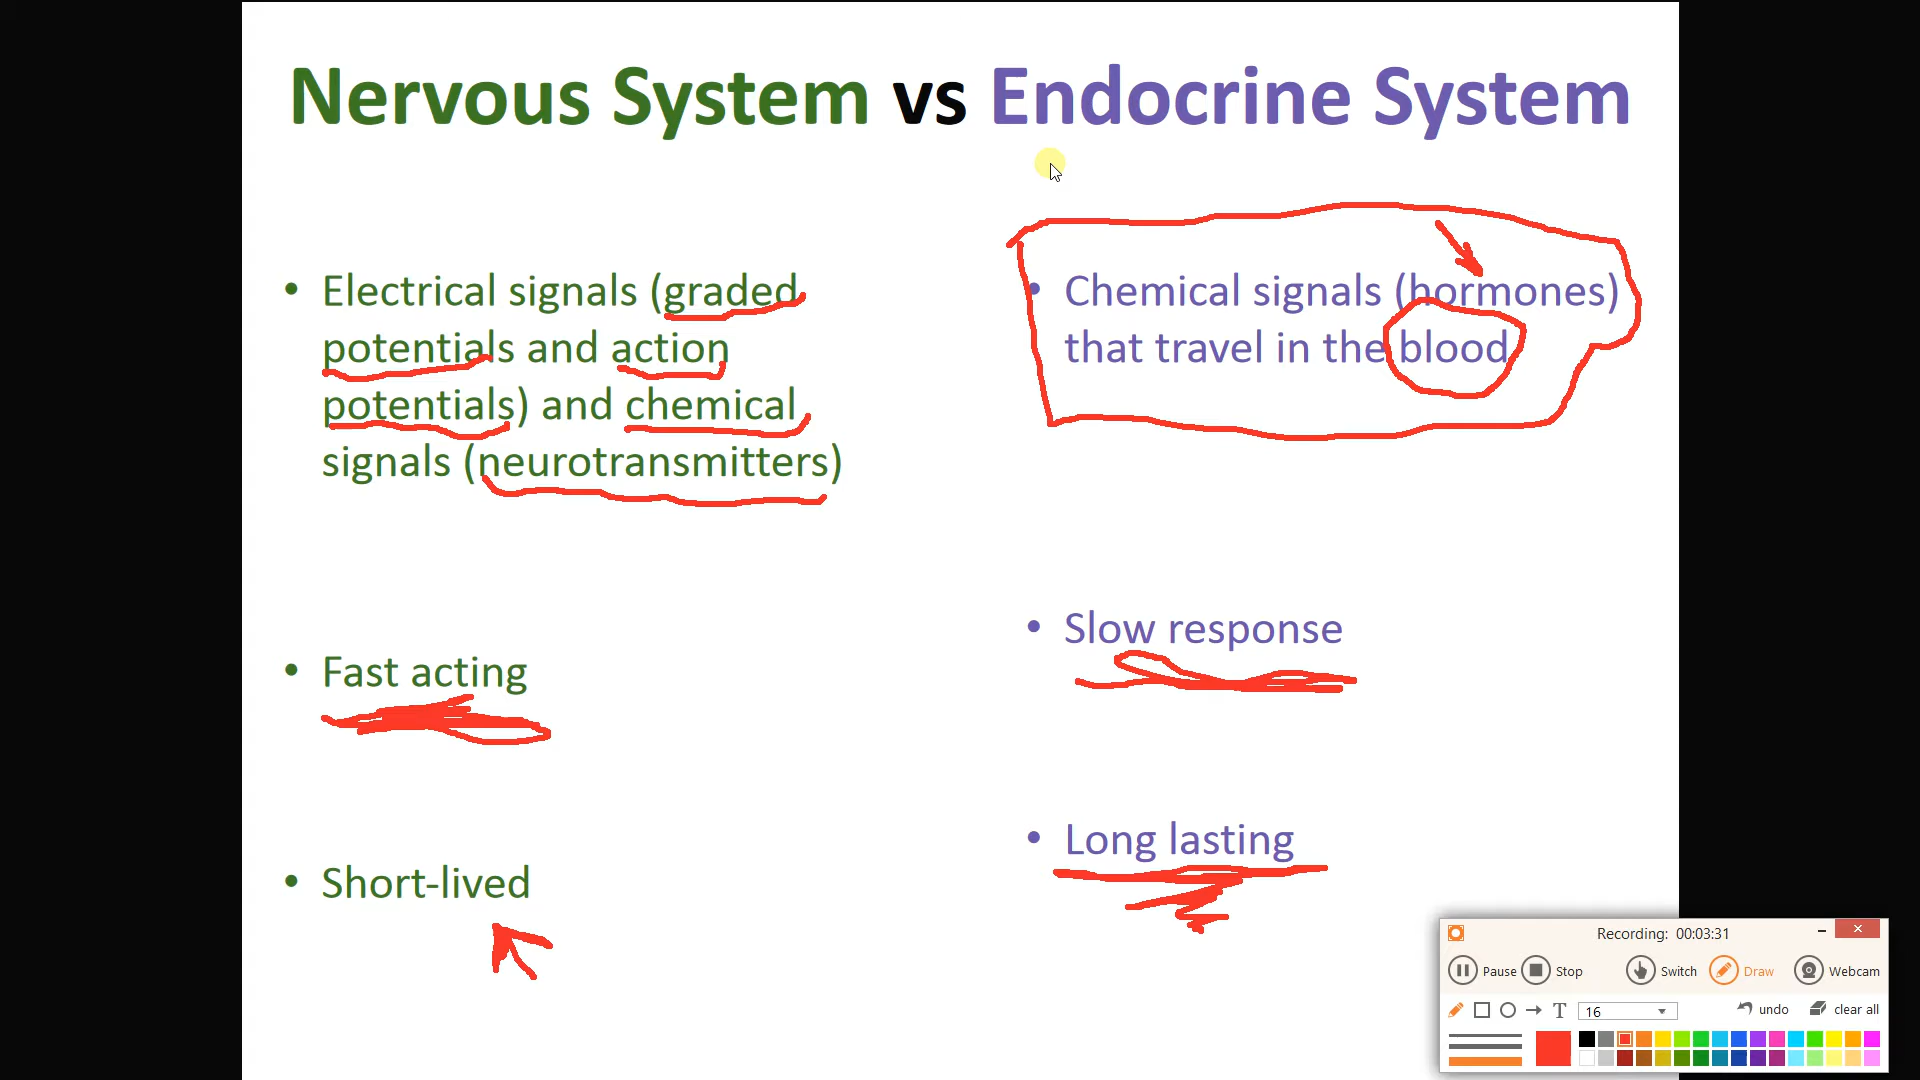 Nervous System vs Endocrine System
• Electrical signals (graded
potentials and action
potentials) and chemical
signals (neurotransmitters)
• Fast acting
• Short-lived
• Chemical signals (hormones)
that travel in the blood
• Slow response
• Long lasting
Recording: 00:03:31
Pause Stop Switch Draw Webcam
T 16 undo clear all